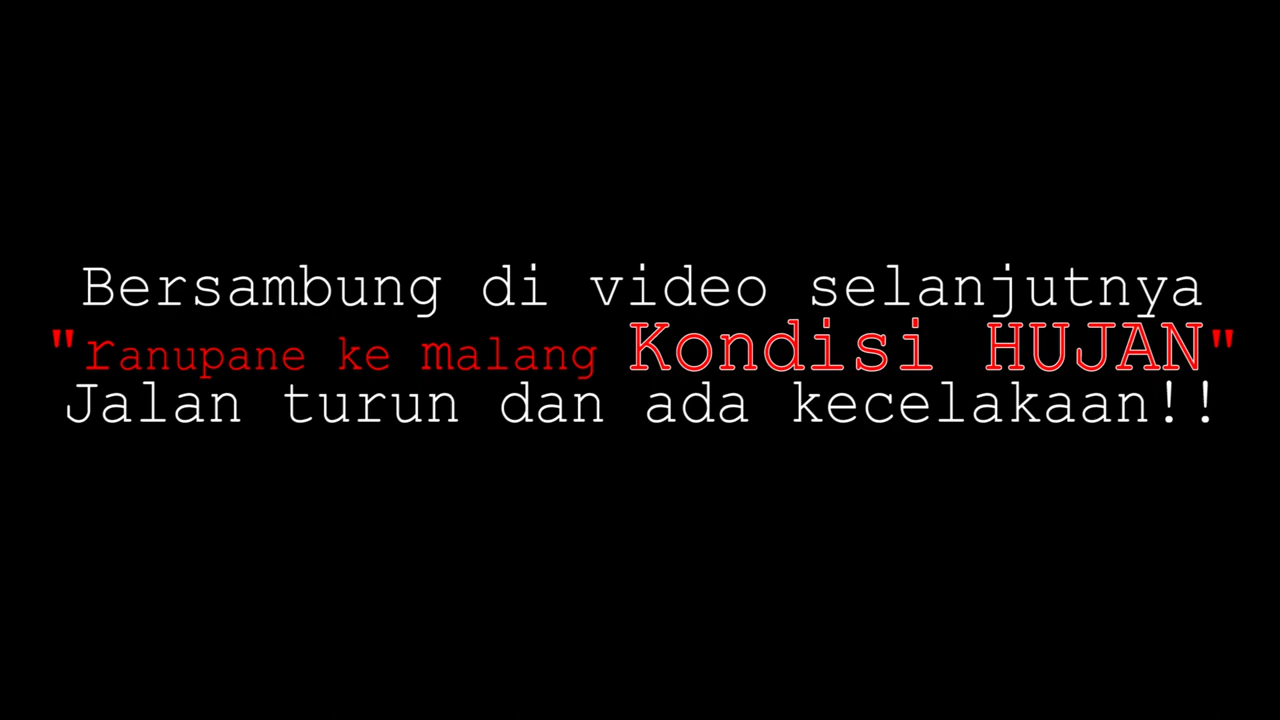 Bersambung di video selanjutnya
"ranupane ke malang Kondisi HUJAN"
Jalan turun dan ada kecelakaan!!